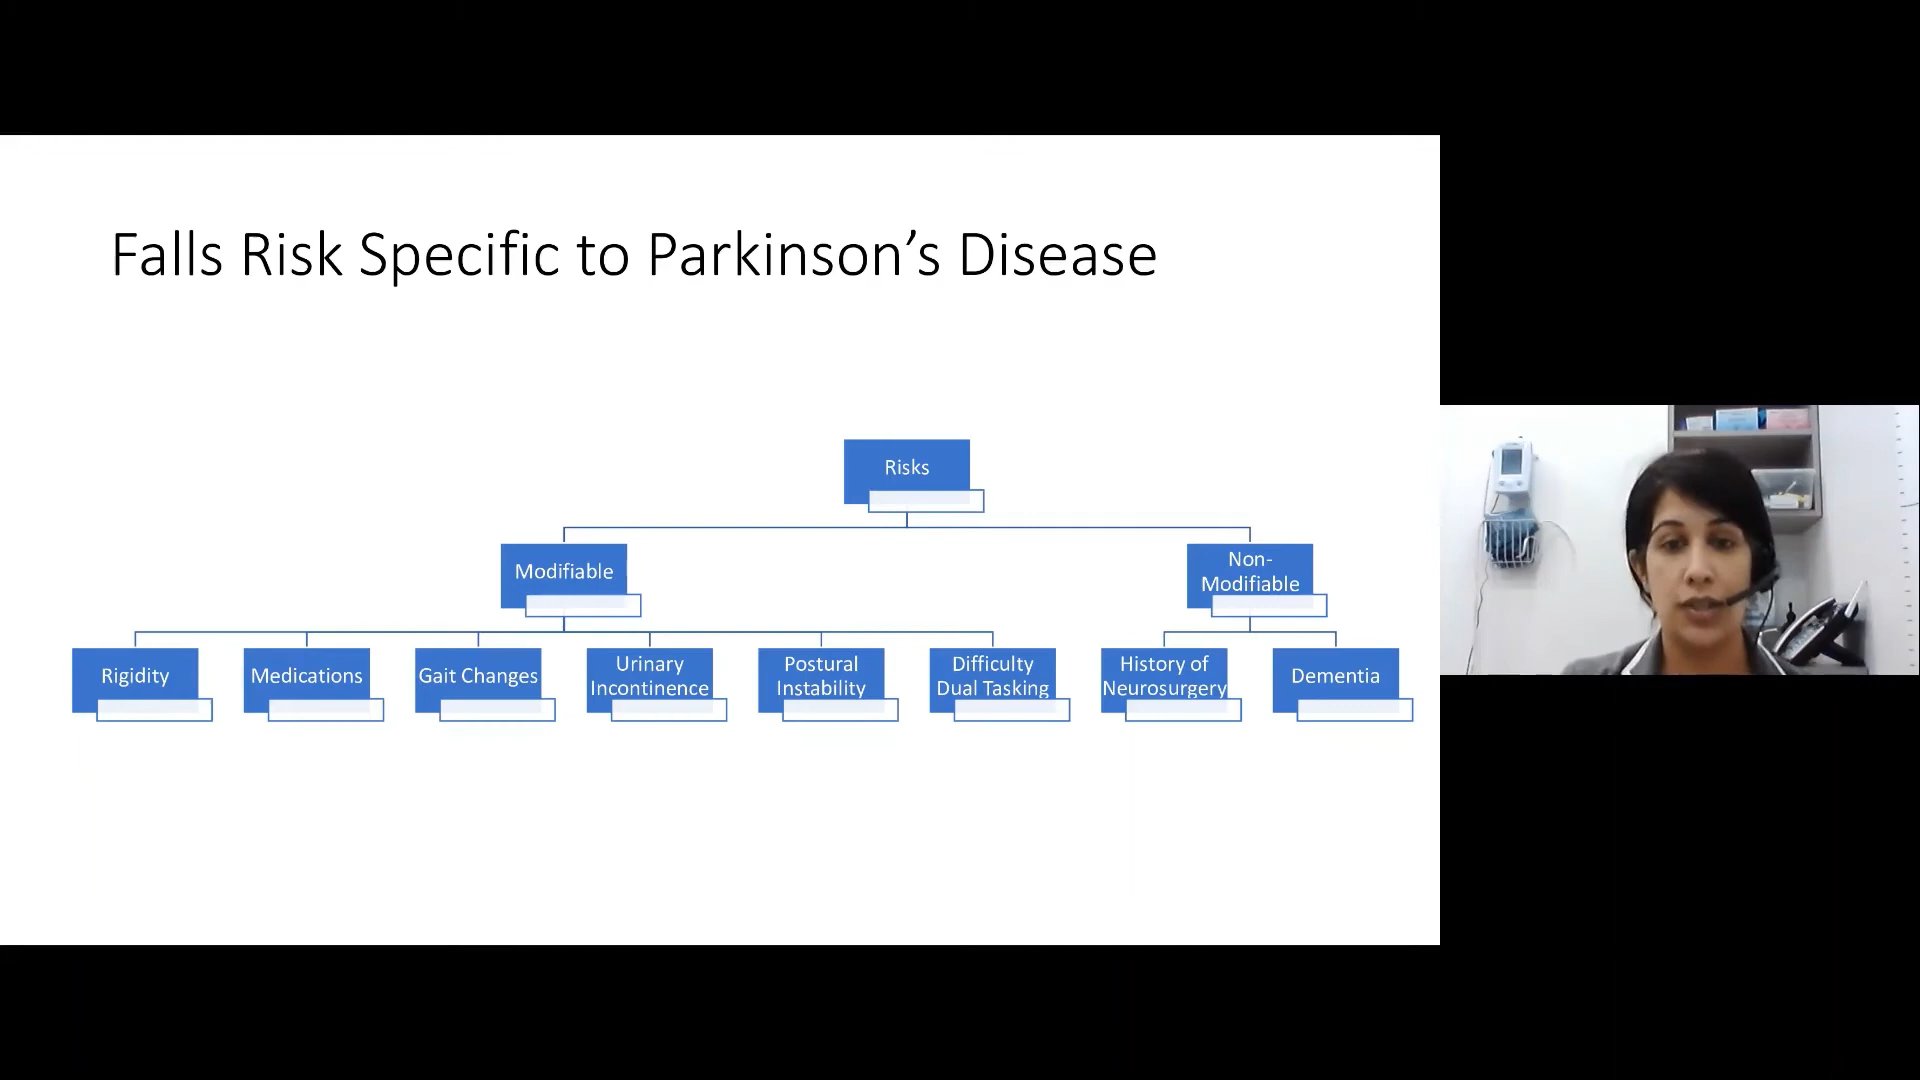 Falls Risk Specific to Parkinson’s Disease
Risks
Modifiable
Non-
Modifiable
Rigidity
Medications
Gait Changes
Urinary
Incontinence
Postural
Instability
Difficulty
Dual Tasking
History of
Neurosurgery
Dementia